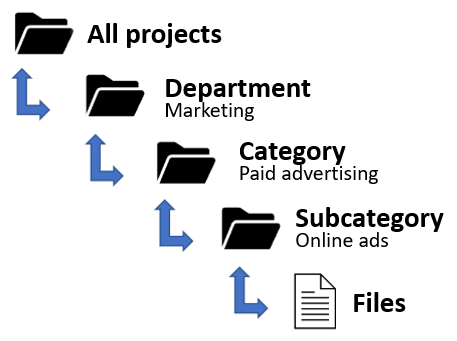 All projects
Department
Marketing
Category
Paid advertising
Subcategory
Online ads
Files